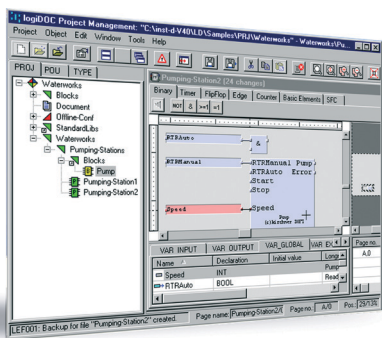 logiDOC Project Management: "C:\inst-d-V40\LD\Samples\PRJ\Waterworks" - Waterworks\Pu...
Project Object Edit Window Tools Help
PROJ POU TYPE
Waterworks
Blocks
Document
Offline-Conf
StandardLibs
Waterworks
Pumping-Stations
Blocks
Pump
Pumping-Station1
Pumping-Station2
Pumping-Station2 (24 changes)
Binary Timer FlipFlop Edge Counter Basic Elements SFC
NOT & >=1 =1
RTRAuto
&
RTRManual
RTRManual Pump
RTRAuto Error
Start
Stop
Speed
Speed
Pump
VAR INPUT VAR OUTPUT VAR_GLOBAL VAR EX
Name Declaration Initial value Long
Speed INT Pump
RTRAuto BOOL Read
Page no.
A,0
LEF001: Backup for file "Pumping-Station2" created.
Page name: Pumping-Station2/
Page no. A/0
Pos.: 29/13%